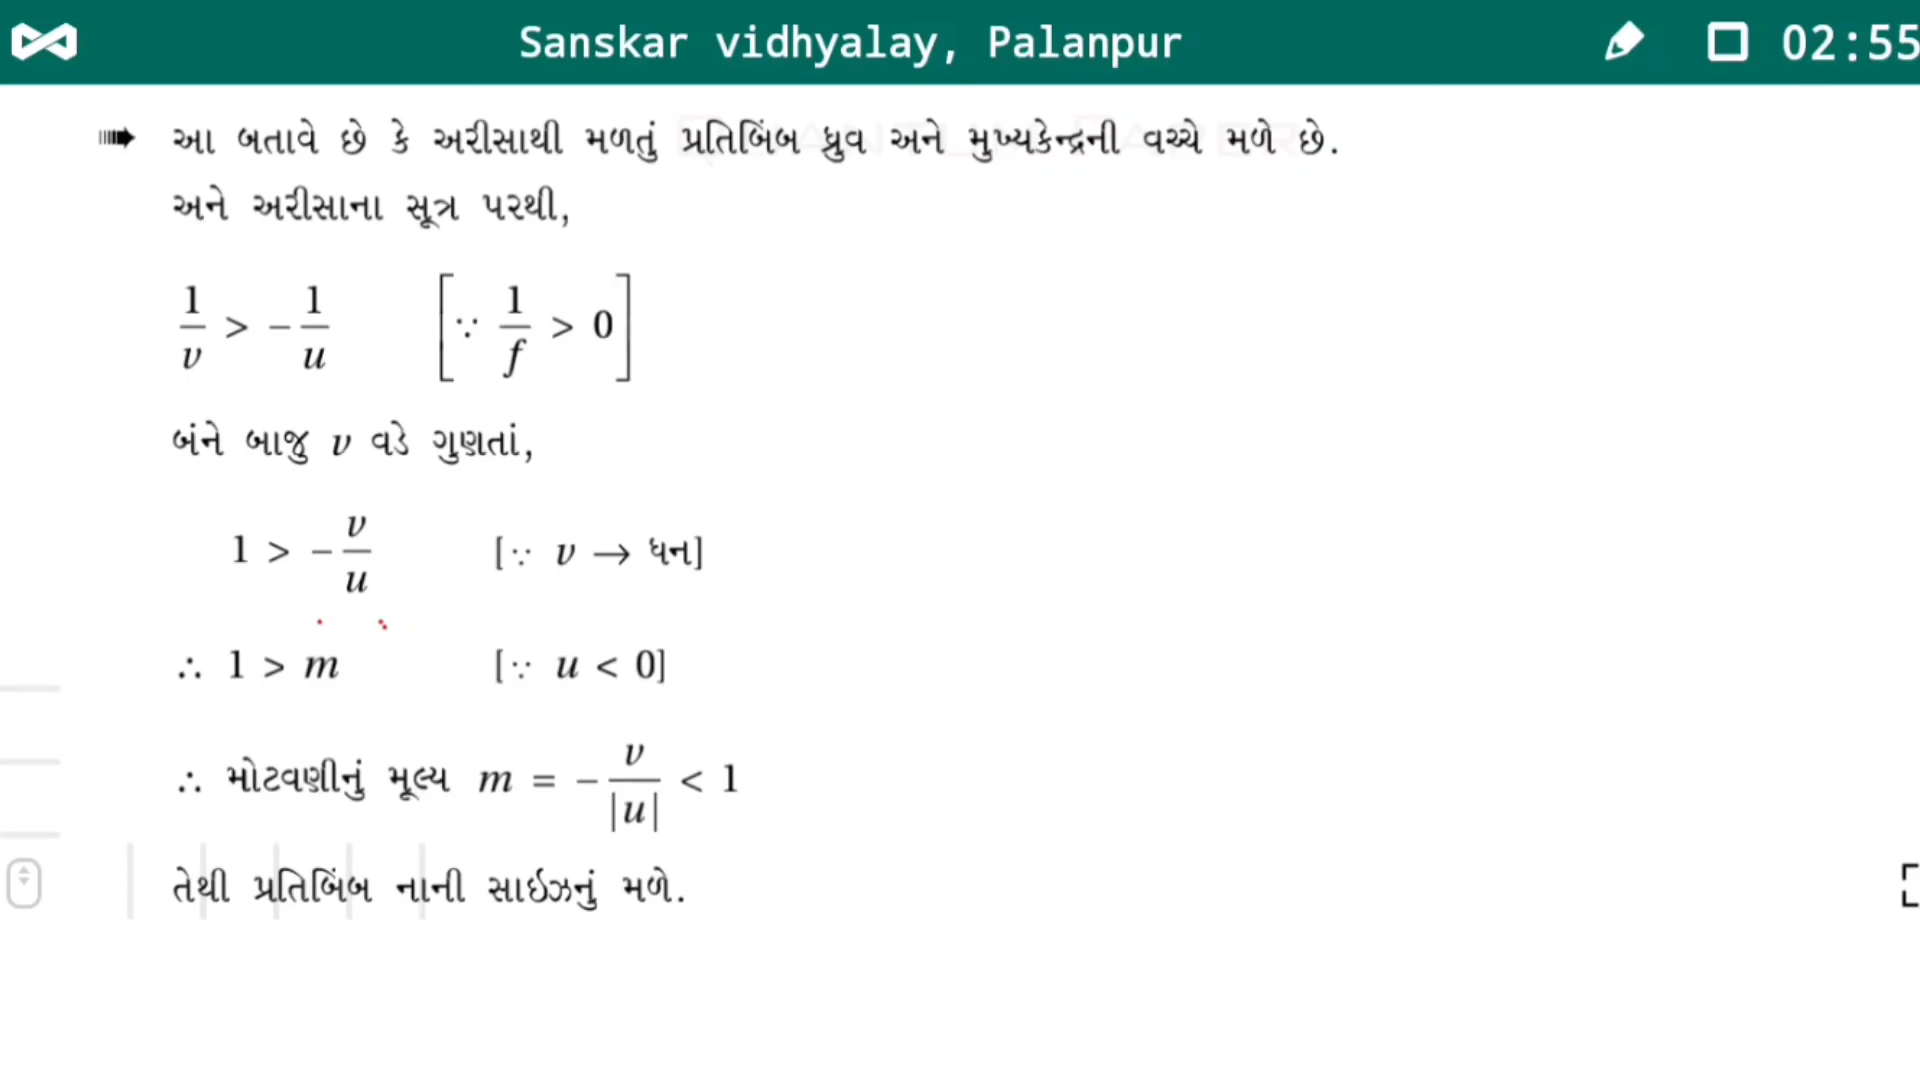 Sanskar vidhyalay, Palanpur
02:55
➠ આ બતાવે છે કે અરીસાથી મળતું પ્રતિબિંબ ધ્રુવ અને મુખ્યકેન્દ્રની વચ્ચે મળે છે.
અને અરીસાના સૂત્ર પરથી,
1/v > - 1/u [∵ 1/f > 0]
બંને બાજુ v વડે ગુણતાં,
1 > - v/u [∵ v → ધન]
∴ 1 > m [∵ u < 0]
∴ મોટવણીનું મૂલ્ય m = - v/|u| < 1
તેથી પ્રતિબિંબ નાની સાઇઝનું મળે.